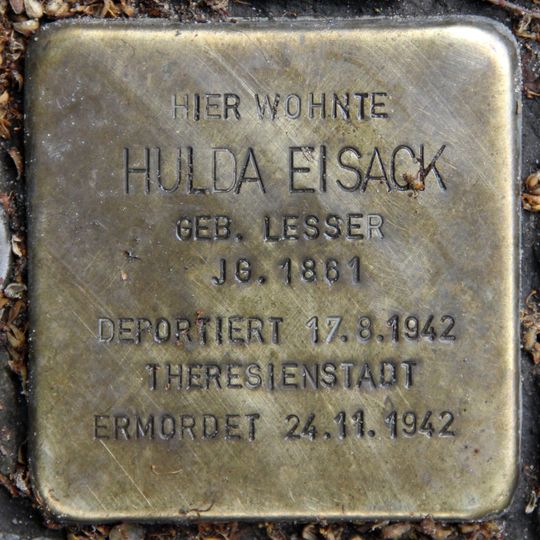 HIER WOHNTE
HULDA EISACK
GEB. LESSER
JG. 1861
DEPORTIERT 17.8.1942
THERESIENSTADT
ERMORDET 24.11.1942